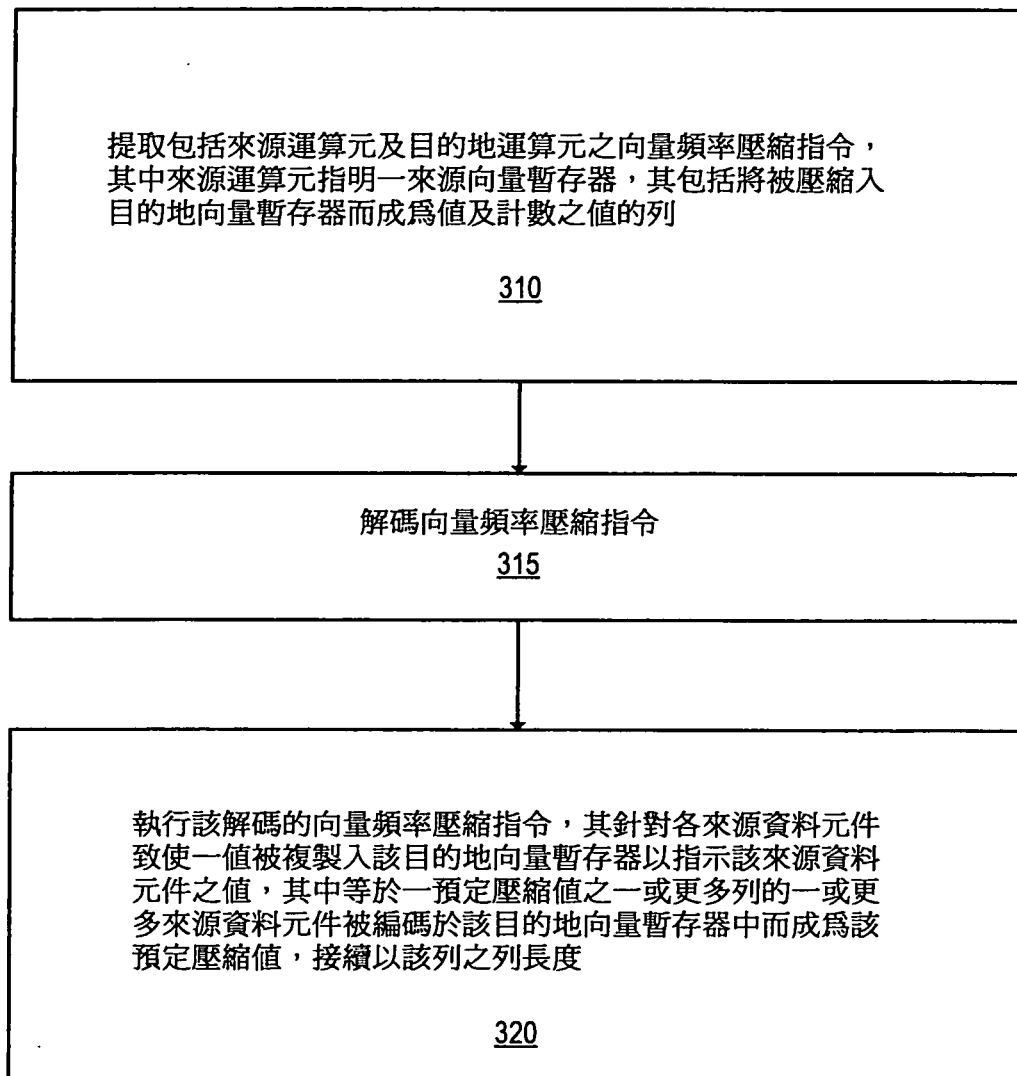 提取包括來源運算元及目的地運算元之向量頻率壓縮指令，
其中來源運算元指明一來源向量暫存器，其包括將被壓縮入
目的地向量暫存器而成爲值及計數之值的列
310
解碼向量頻率壓縮指令
315
執行該解碼的向量頻率壓縮指令，其針對各來源資料元件
致使一值被複製入該目的地向量暫存器以指示該來源資料
元件之值，其中等於一預定壓縮值之一或更多列的一或更
多來源資料元件被編碼於該目的地向量暫存器中而成爲該
預定壓縮值，接續以該列之列長度
320